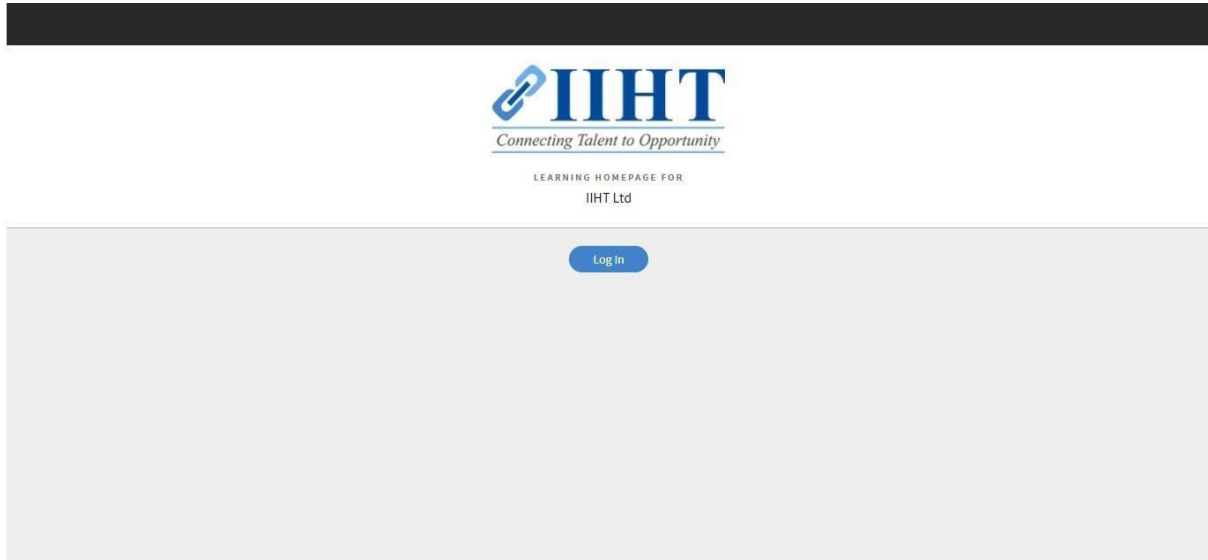 IIHT
Connecting Talent to Opportunity
LEARNING HOMEPAGE FOR
IIHT Ltd
Log In